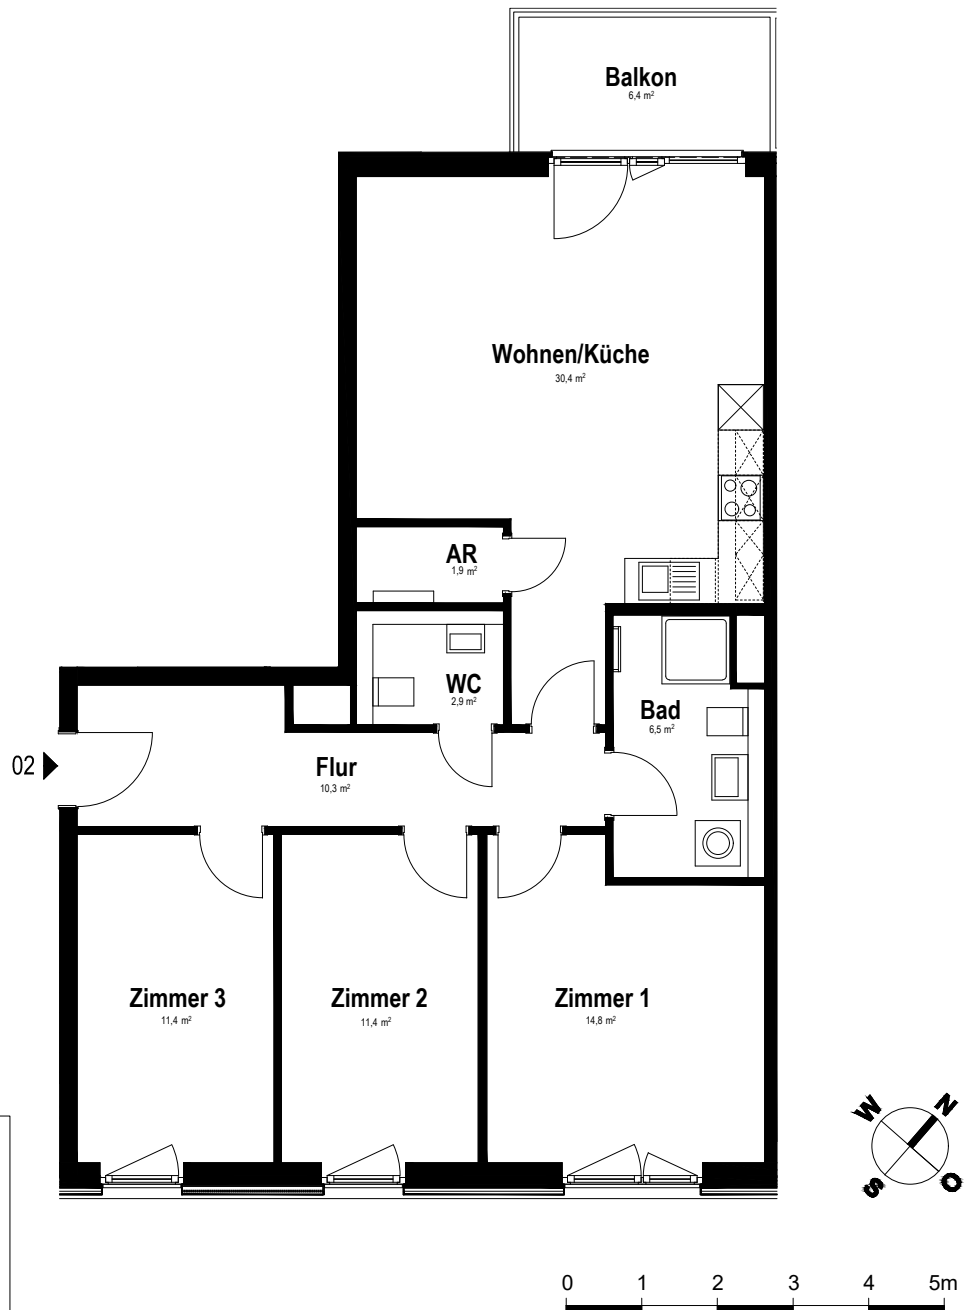 Balkon
6,4 m²
Wohnen/Küche
30,4 m²
AR
1,9 m²
WC
2,9 m²
Bad
6,5 m²
02
Flur
10,3 m²
Zimmer 3
11,4 m²
Zimmer 2
11,4 m²
Zimmer 1
14,8 m²
W N
S O
0 1 2 3 4 5m